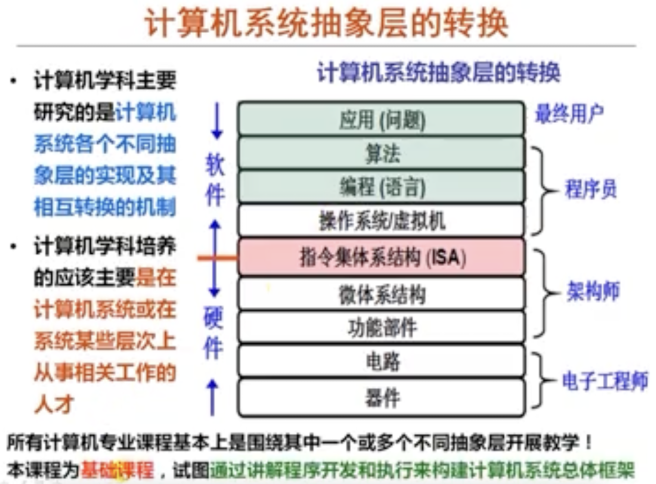 计算机系统抽象层的转换
• 计算机学科主要
研究的是计算机
系统各个不同抽
象层的实现及其
相互转换的机制
• 计算机学科培养
的应该主要是在
计算机系统或在
系统某些层次上
从事相关工作的
人才
计算机系统抽象层的转换
软件
硬件
应用 (问题)
算法
编程 (语言)
操作系统/虚拟机
指令集体系结构 (ISA)
微体系结构
功能部件
电路
器件
最终用户
程序员
架构师
电子工程师
所有计算机专业课程基本上是围绕其中一个或多个不同抽象层开展教学！
本课程为基础课程，试图通过讲解程序开发和执行来构建计算机系统总体框架